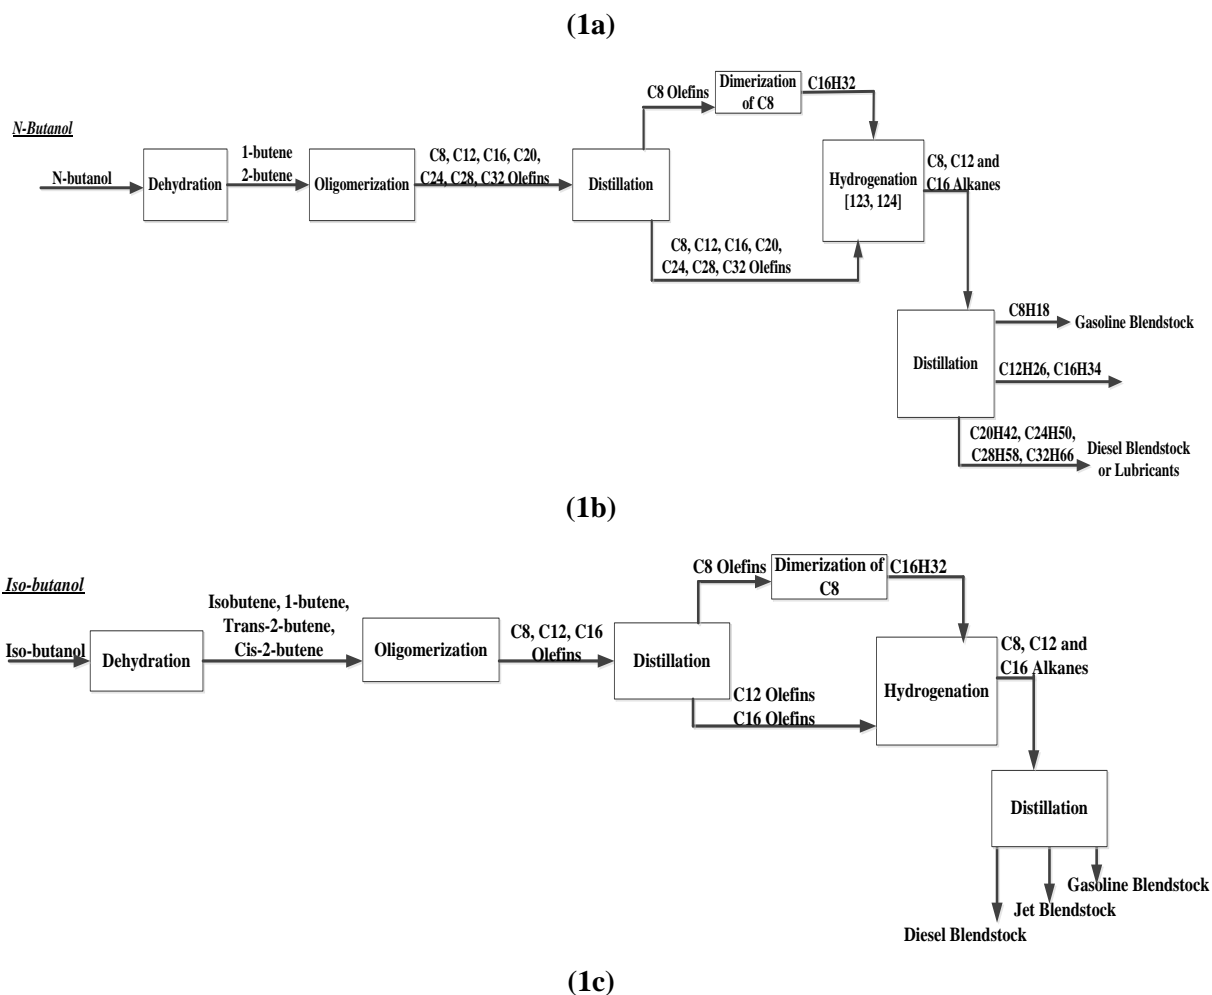 (1a)
N-Butanol
N-butanol
Dehydration
1-butene
2-butene
Oligomerization
C8, C12, C16, C20,
C24, C28, C32 Olefins
Distillation
C8 Olefins
Dimerization
of C8
C16H32
C8, C12, C16, C20,
C24, C28, C32 Olefins
Hydrogenation
[123, 124]
C8, C12 and
C16 Alkanes
Distillation
C8H18
Gasoline Blendstock
C12H26, C16H34
C20H42, C24H50,
C28H58, C32H66
Diesel Blendstock
or Lubricants
(1b)
Iso-butanol
Iso-butanol
Dehydration
Isobutene, 1-butene,
Trans-2-butene,
Cis-2-butene
Oligomerization
C8, C12, C16
Olefins
Distillation
C8 Olefins
Dimerization of
C8
C16H32
C12 Olefins
C16 Olefins
Hydrogenation
C8, C12 and
C16 Alkanes
Distillation
Gasoline Blendstock
Jet Blendstock
Diesel Blendstock
(1c)